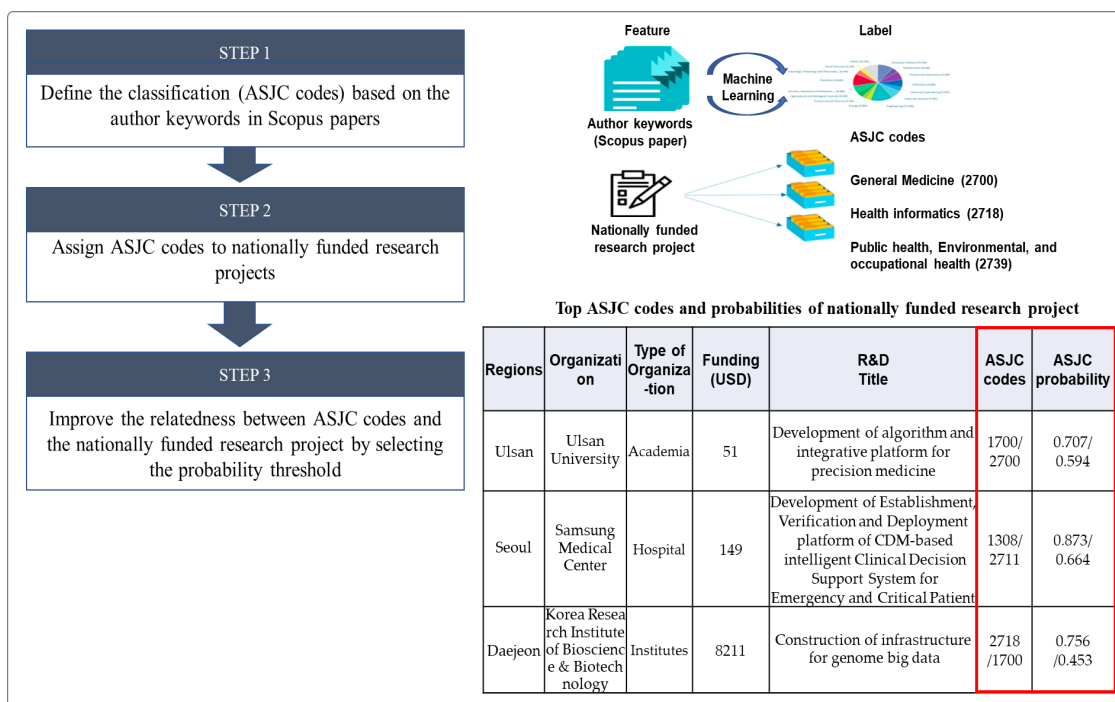 STEP 1
Define the classification (ASJC codes) based on the
author keywords in Scopus papers
STEP 2
Assign ASJC codes to nationally funded research
projects
STEP 3
Improve the relatedness between ASJC codes and
the nationally funded research project by selecting
the probability threshold
Feature
Label
Machine
Learning
Author keywords
(Scopus paper)
ASJC codes
Nationally funded
research project
General Medicine (2700)
Health informatics (2718)
Public health, Environmental, and
occupational health (2739)
Top ASJC codes and probabilities of nationally funded research project
Regions
Organizati
on
Type of
Organiza
-tion
Funding
(USD)
R&D
Title
ASJC
codes
ASJC
probability
Ulsan
Ulsan
University
Academia
51
Development of algorithm and
integrative platform for
precision medicine
1700/
2700
0.707/
0.594
Seoul
Samsung
Medical
Center
Hospital
149
Development of Establishment,
Verification and Deployment
platform of CDM-based
intelligent Clinical Decision
Support System for
Emergency and Critical Patient
1308/
2711
0.873/
0.664
Daejeon
Korea Resea
rch Institute
of Bioscienc
e & Biotech
nology
Institutes
8211
Construction of infrastructure
for genome big data
2718
/1700
0.756
/0.453